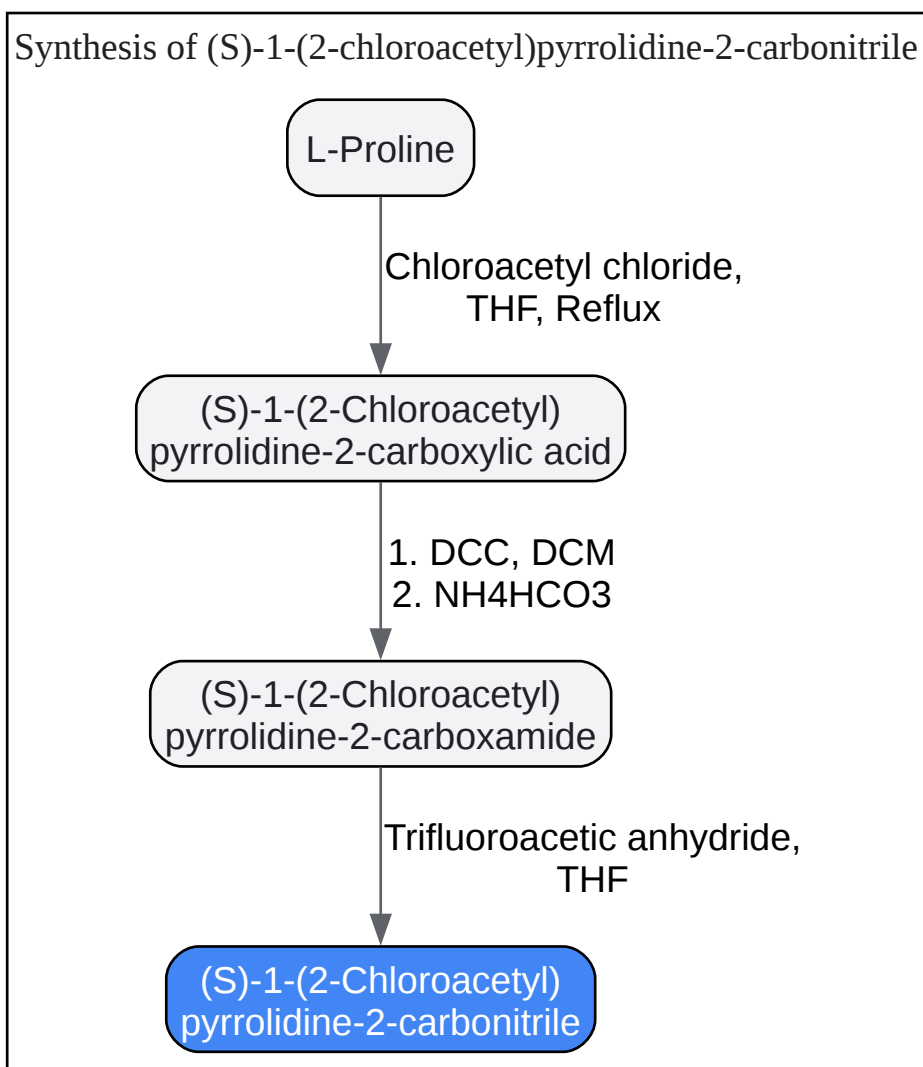 Synthesis of (S)-1-(2-chloroacetyl)pyrrolidine-2-carbonitrile
L-Proline
Chloroacetyl chloride,
THF, Reflux
(S)-1-(2-Chloroacetyl)
pyrrolidine-2-carboxylic acid
1. DCC, DCM
2. NH4HCO3
(S)-1-(2-Chloroacetyl)
pyrrolidine-2-carboxamide
Trifluoroacetic anhydride,
THF
(S)-1-(2-Chloroacetyl)
pyrrolidine-2-carbonitrile